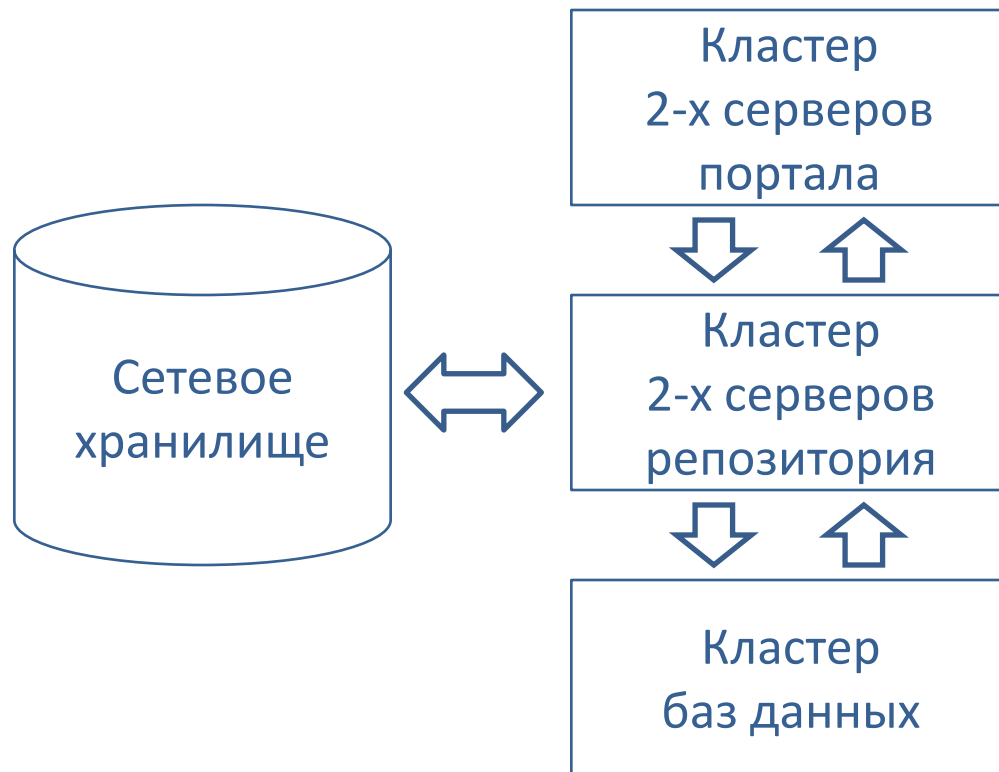 Кластер
2-х серверов
портала
Сетевое
хранилище
Кластер
2-х серверов
репозитория
Кластер
баз данных